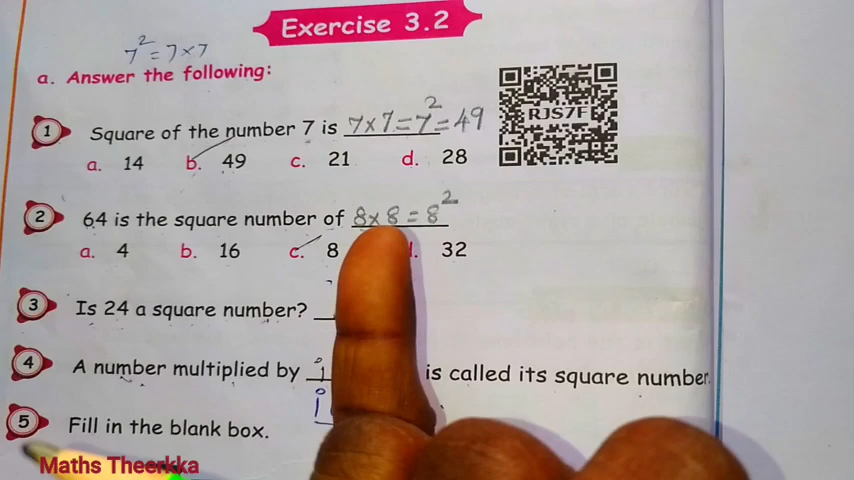 Exercise 3.2
7² = 7×7
a. Answer the following:
1 Square of the number 7 is 7×7=7²=49
a. 14 b. 49 c. 21 d. 28
RJS7F
2 64 is the square number of 8×8=8²
a. 4 b. 16 c. 8 d. 32
3 Is 24 a square number?
4 A number multiplied by is called its square number.
5 Fill in the blank box.
Maths Theerkka